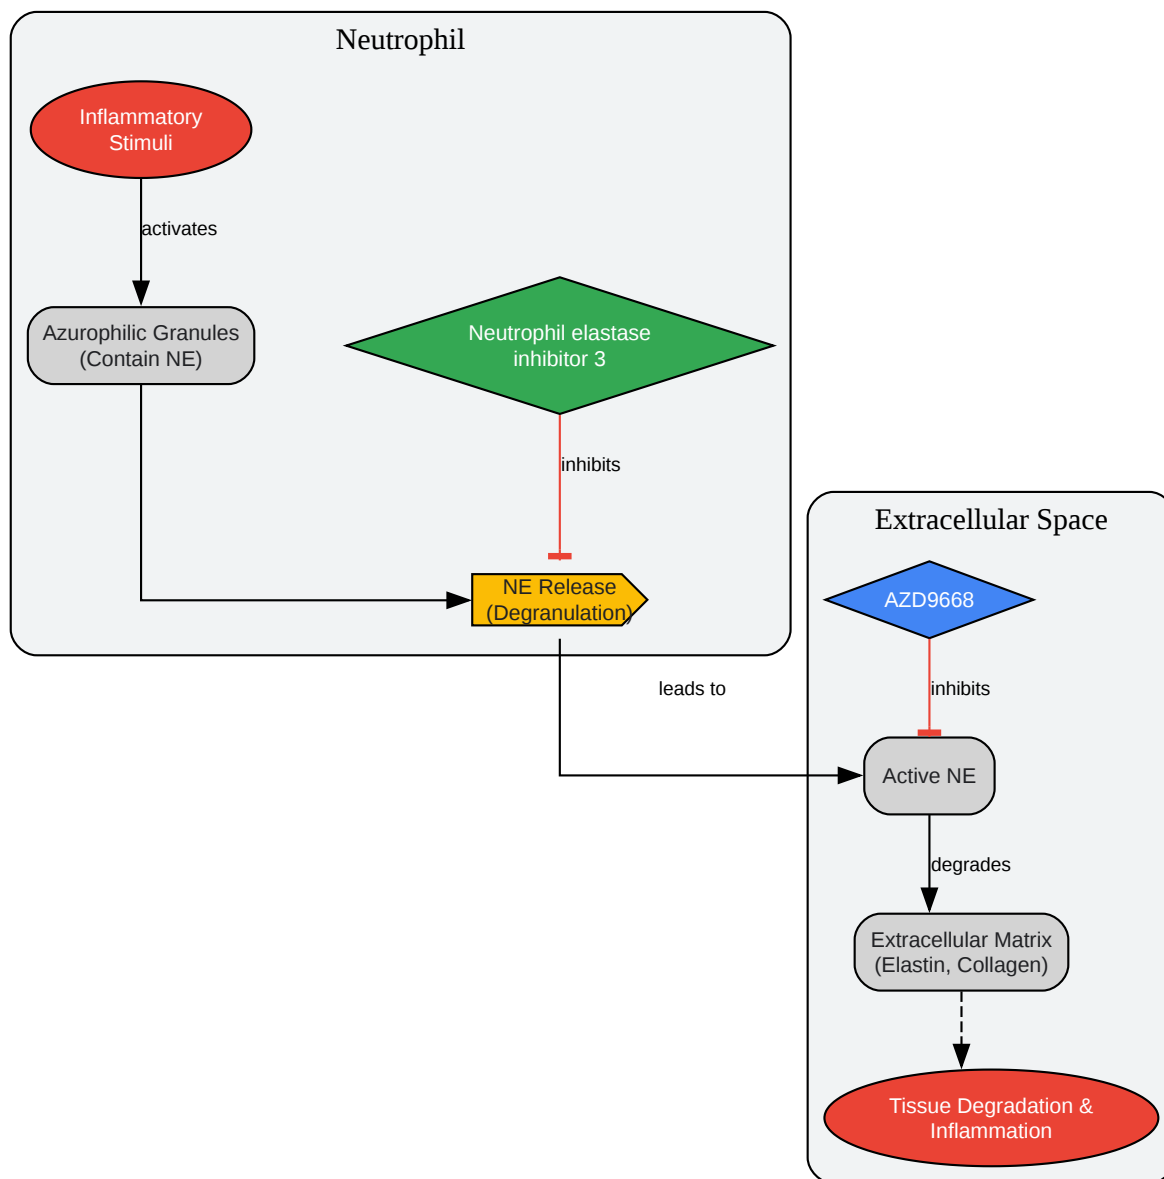 Neutrophil
Inflammatory
Stimuli
activates
Azurophilic Granules
(Contain NE)
Neutrophil elastase
inhibitor 3
inhibits
NE Release
(Degranulation)
leads to
Extracellular Space
AZD9668
inhibits
Active NE
degrades
Extracellular Matrix
(Elastin, Collagen)
Tissue Degradation &
Inflammation